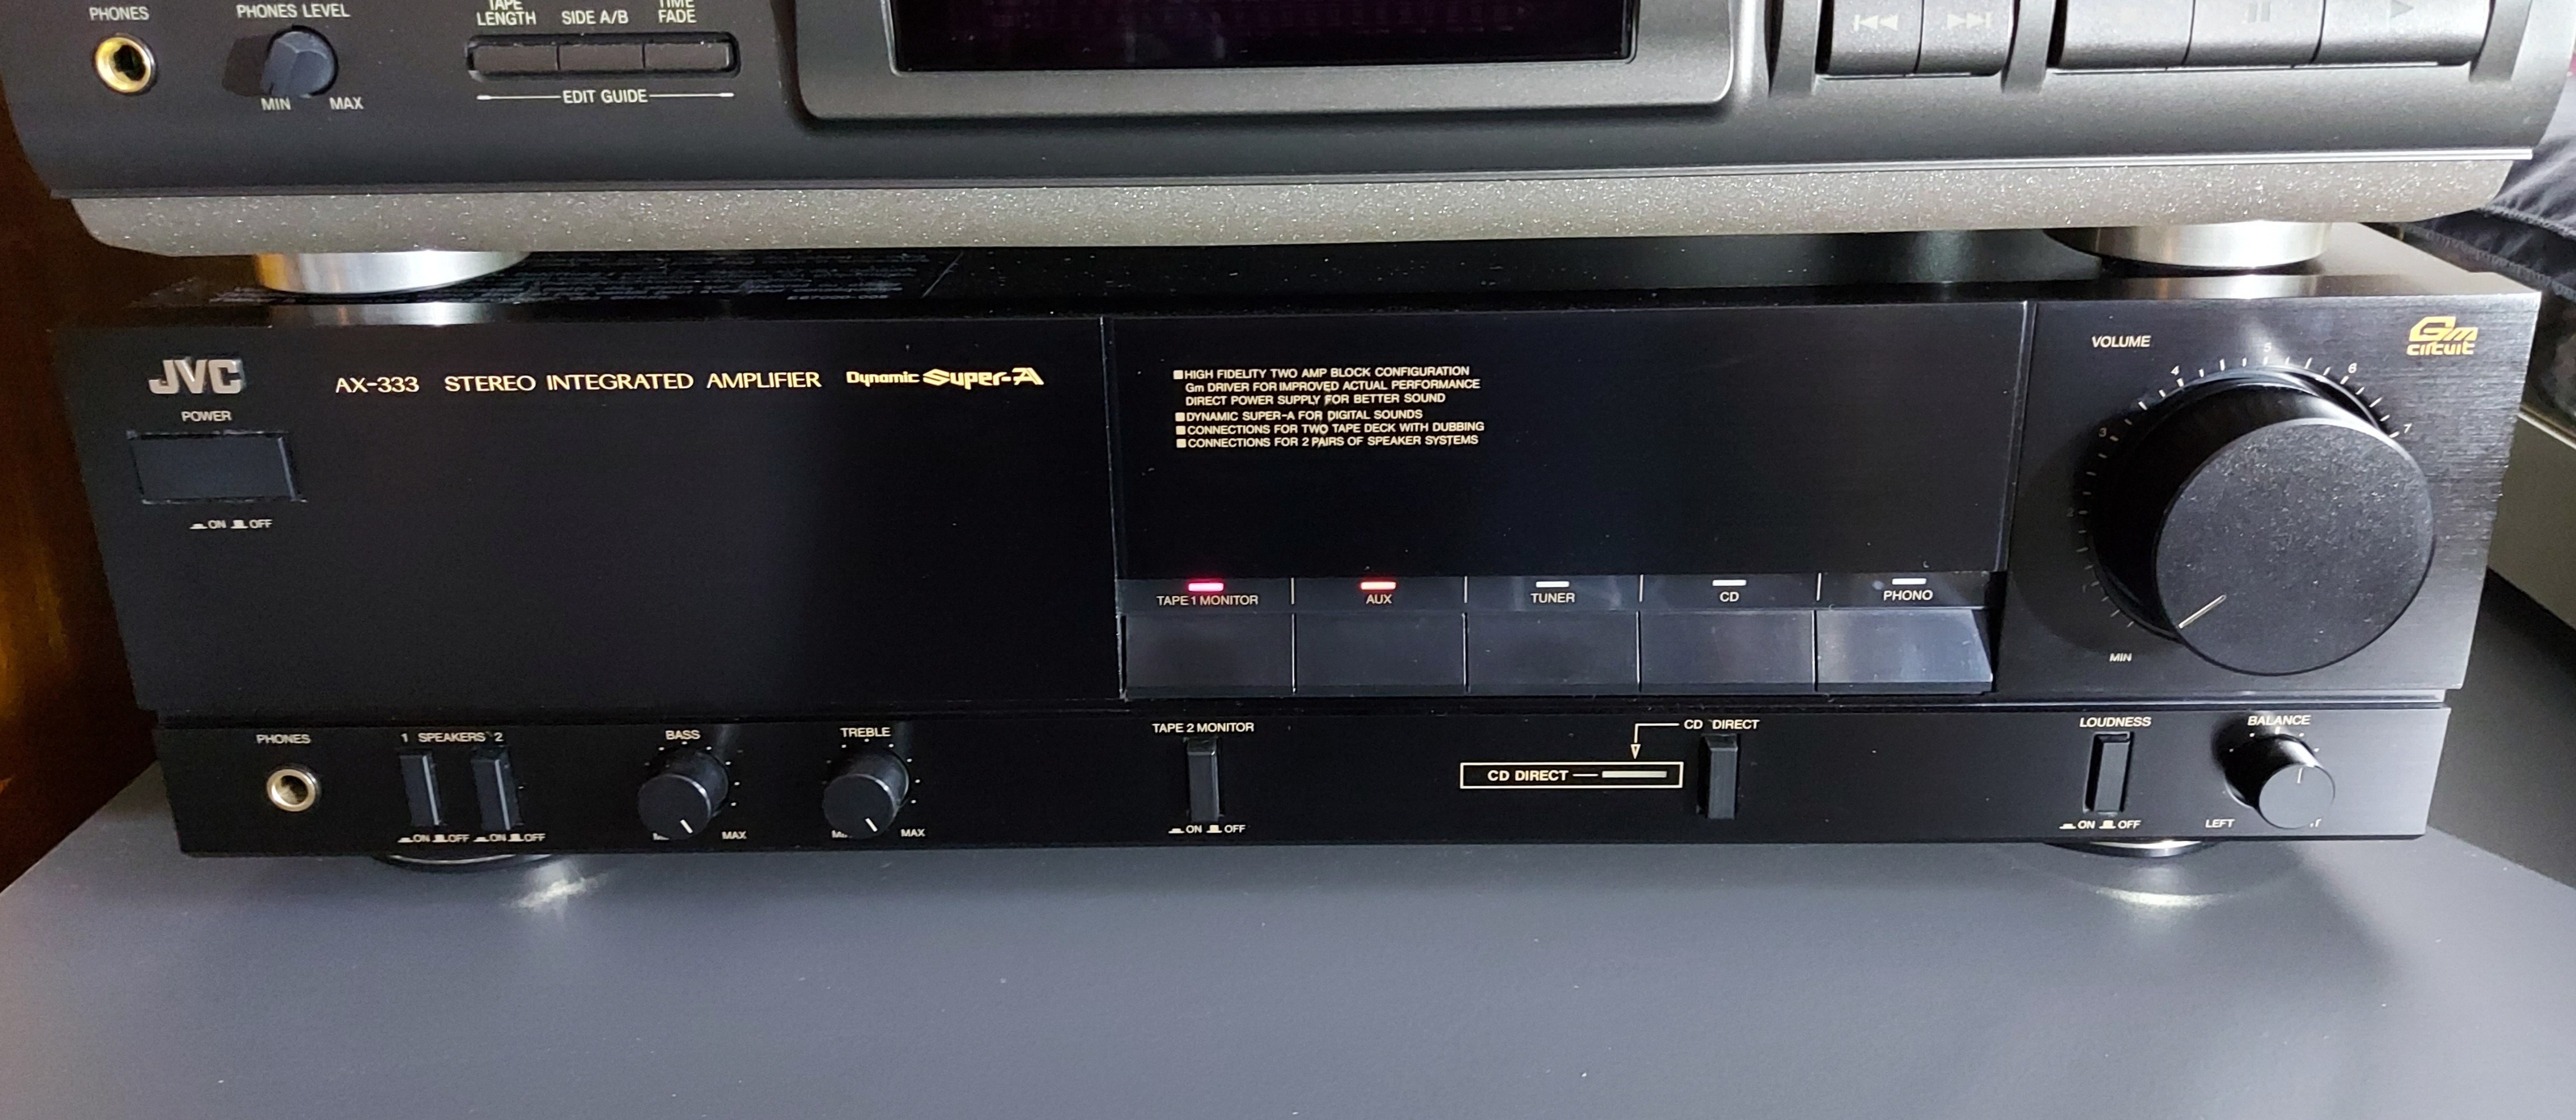 PHONES
PHONES LEVEL
MIN
MAX
TAPE
LENGTH
SIDE A/B
TIME
FADE
EDIT GUIDE
JVC
AX-333 STEREO INTEGRATED AMPLIFIER Dynamic Super-A
POWER
ON OFF
HIGH FIDELITY TWO AMP BLOCK CONFIGURATION
Gm DRIVER FOR IMPROVED ACTUAL PERFORMANCE
DIRECT POWER SUPPLY FOR BETTER SOUND
DYNAMIC SUPER-A FOR DIGITAL SOUNDS
CONNECTIONS FOR TWO TAPE DECK WITH DUBBING
CONNECTIONS FOR 2 PAIRS OF SPEAKER SYSTEMS
VOLUME
Gm
circuit
3
4
5
6
7
MIN
TAPE 1 MONITOR
AUX
TUNER
CD
PHONO
PHONES
1 SPEAKERS 2
ON OFF
ON OFF
BASS
MAX
TREBLE
MAX
TAPE 2 MONITOR
ON OFF
CD DIRECT
CD DIRECT
LOUDNESS
ON OFF
BALANCE
LEFT